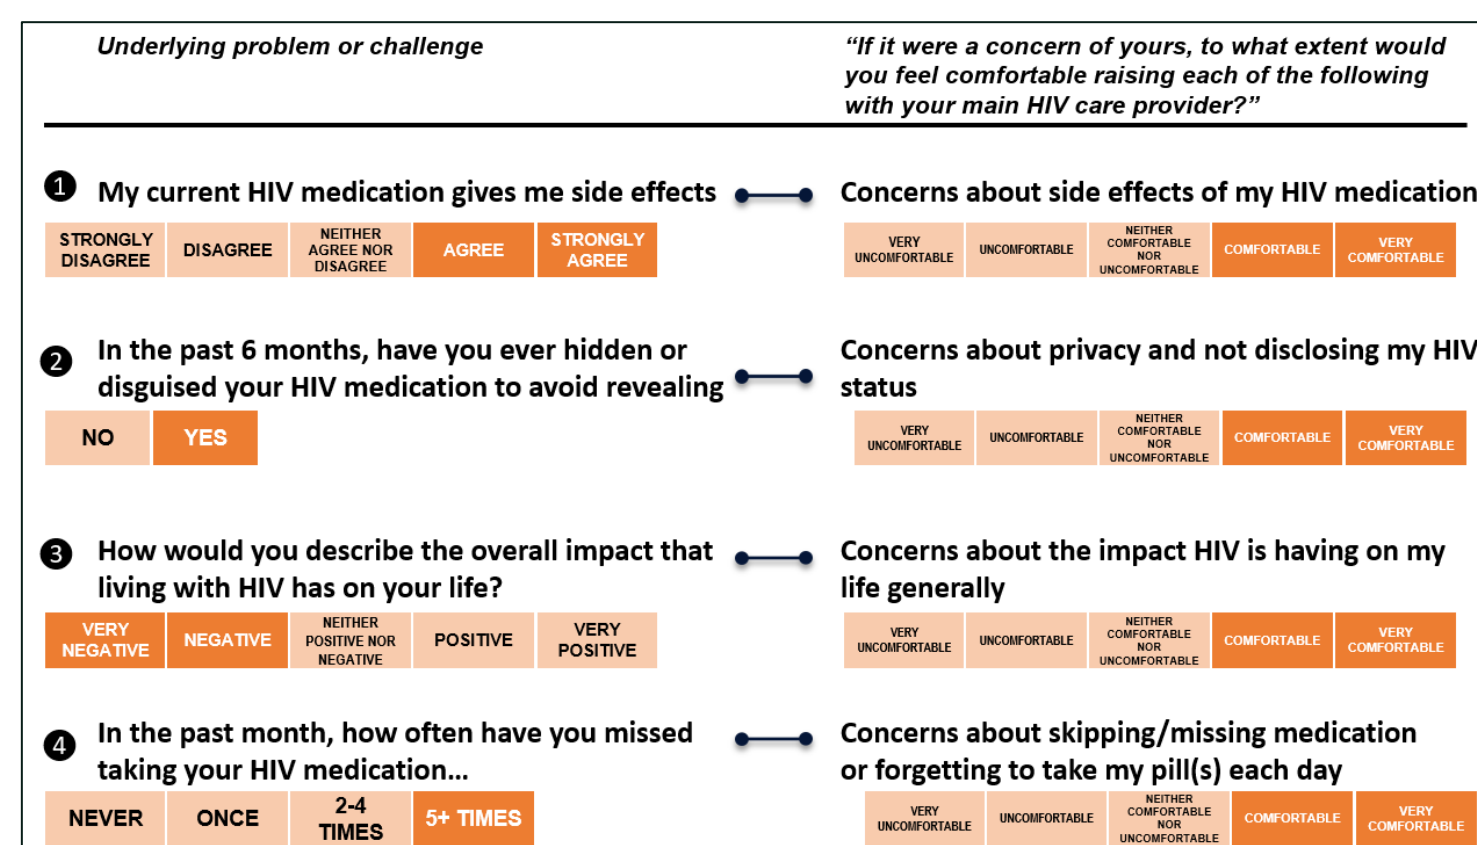 Underlying problem or challenge
“If it were a concern of yours, to what extent would
you feel comfortable raising each of the following
with your main HIV care provider?”
1 My current HIV medication gives me side effects
Concerns about side effects of my HIV medication
STRONGLY DISAGREE
DISAGREE
NEITHER AGREE NOR DISAGREE
AGREE
STRONGLY AGREE
VERY UNCOMFORTABLE
UNCOMFORTABLE
NEITHER COMFORTABLE NOR UNCOMFORTABLE
COMFORTABLE
VERY COMFORTABLE
2 In the past 6 months, have you ever hidden or
disguised your HIV medication to avoid revealing
Concerns about privacy and not disclosing my HIV
status
NO
YES
VERY UNCOMFORTABLE
UNCOMFORTABLE
NEITHER COMFORTABLE NOR UNCOMFORTABLE
COMFORTABLE
VERY COMFORTABLE
3 How would you describe the overall impact that
living with HIV has on your life?
Concerns about the impact HIV is having on my
life generally
VERY NEGATIVE
NEGATIVE
NEITHER POSITIVE NOR NEGATIVE
POSITIVE
VERY POSITIVE
VERY UNCOMFORTABLE
UNCOMFORTABLE
NEITHER COMFORTABLE NOR UNCOMFORTABLE
COMFORTABLE
VERY COMFORTABLE
4 In the past month, how often have you missed
taking your HIV medication...
Concerns about skipping/missing medication
or forgetting to take my pill(s) each day
NEVER
ONCE
2-4 TIMES
5+ TIMES
VERY UNCOMFORTABLE
UNCOMFORTABLE
NEITHER COMFORTABLE NOR UNCOMFORTABLE
COMFORTABLE
VERY COMFORTABLE